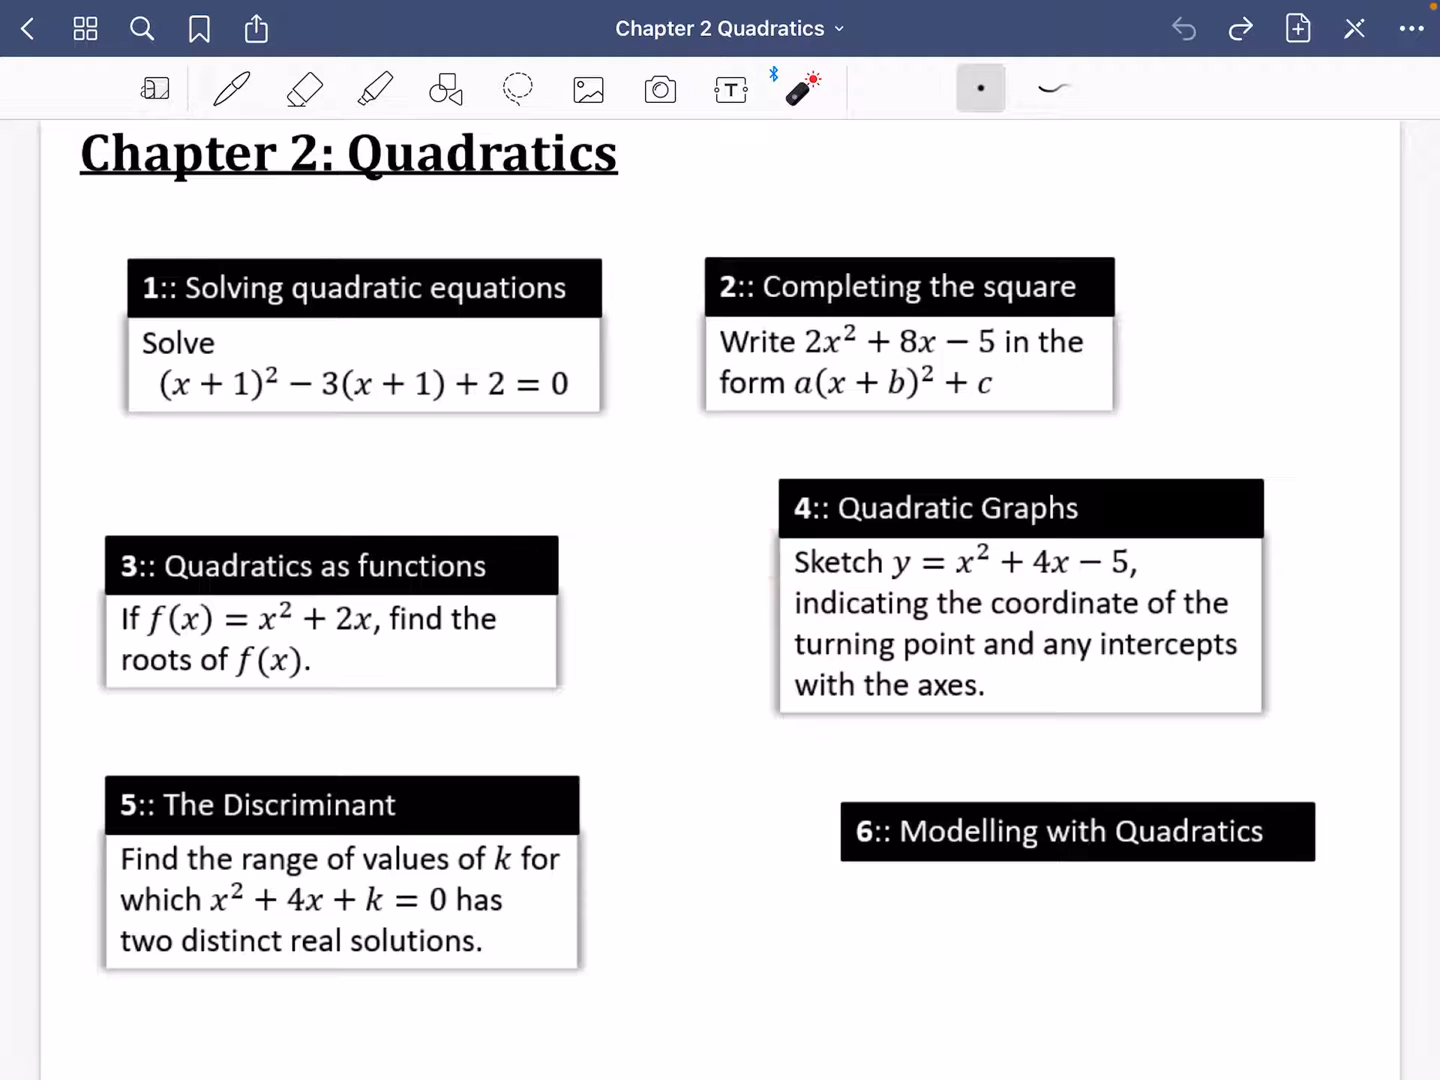 Chapter 2 Quadratics
Chapter 2: Quadratics
1:: Solving quadratic equations
Solve
(x + 1)² − 3(x + 1) + 2 = 0
2:: Completing the square
Write 2x² + 8x − 5 in the
form a(x + b)² + c
3:: Quadratics as functions
If f(x) = x² + 2x, find the
roots of f(x).
4:: Quadratic Graphs
Sketch y = x² + 4x − 5,
indicating the coordinate of the
turning point and any intercepts
with the axes.
5:: The Discriminant
Find the range of values of k for
which x² + 4x + k = 0 has
two distinct real solutions.
6:: Modelling with Quadratics